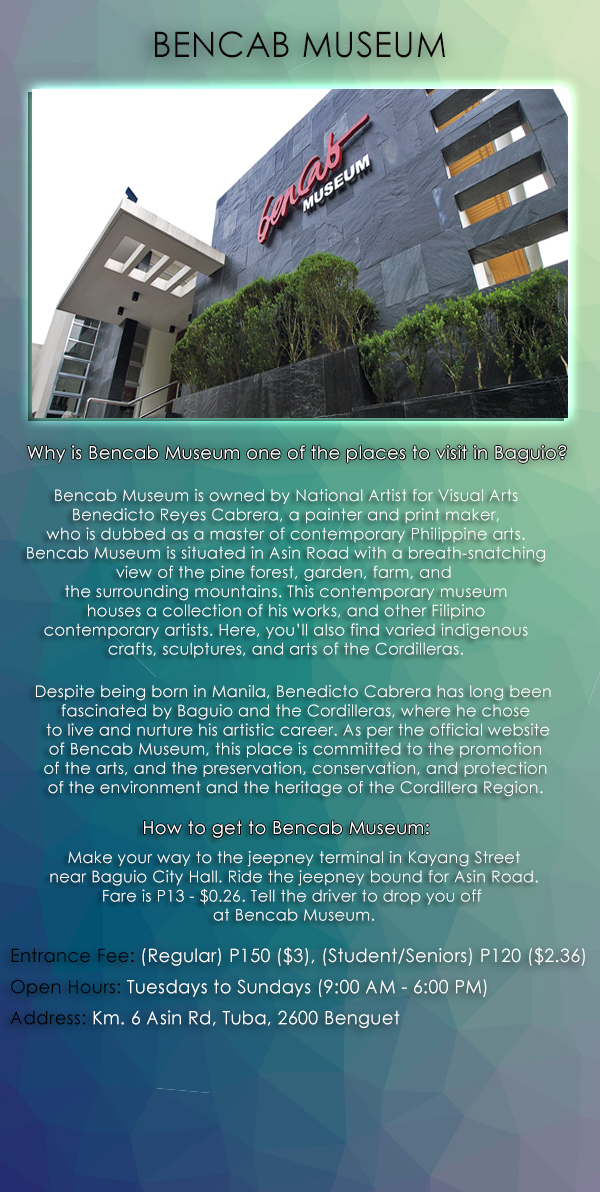 BENCAB MUSEUM
bencab
MUSEUM
Why is Bencab Museum one of the places to visit in Baguio?
Bencab Museum is owned by National Artist for Visual Arts
Benedicto Reyes Cabrera, a painter and print maker,
who is dubbed as a master of contemporary Philippine arts.
Bencab Museum is situated in Asin Road with a breath-snatching
view of the pine forest, garden, farm, and
the surrounding mountains. This contemporary museum
houses a collection of his works, and other Filipino
contemporary artists. Here, you'll also find varied indigenous
crafts, sculptures, and arts of the Cordilleras.
Despite being born in Manila, Benedicto Cabrera has long been
fascinated by Baguio and the Cordilleras, where he chose
to live and nurture his artistic career. As per the official website
of Bencab Museum, this place is committed to the promotion
of the arts, and the preservation, conservation, and protection
of the environment and the heritage of the Cordillera Region.
How to get to Bencab Museum:
Make your way to the jeepney terminal in Kayang Street
near Baguio City Hall. Ride the jeepney bound for Asin Road.
Fare is P13 - $0.26. Tell the driver to drop you off
at Bencab Museum.
Entrance Fee: (Regular) P150 ($3), (Student/Seniors) P120 ($2.36)
Open Hours: Tuesdays to Sundays (9:00 AM - 6:00 PM)
Address: Km. 6 Asin Rd, Tuba, 2600 Benguet